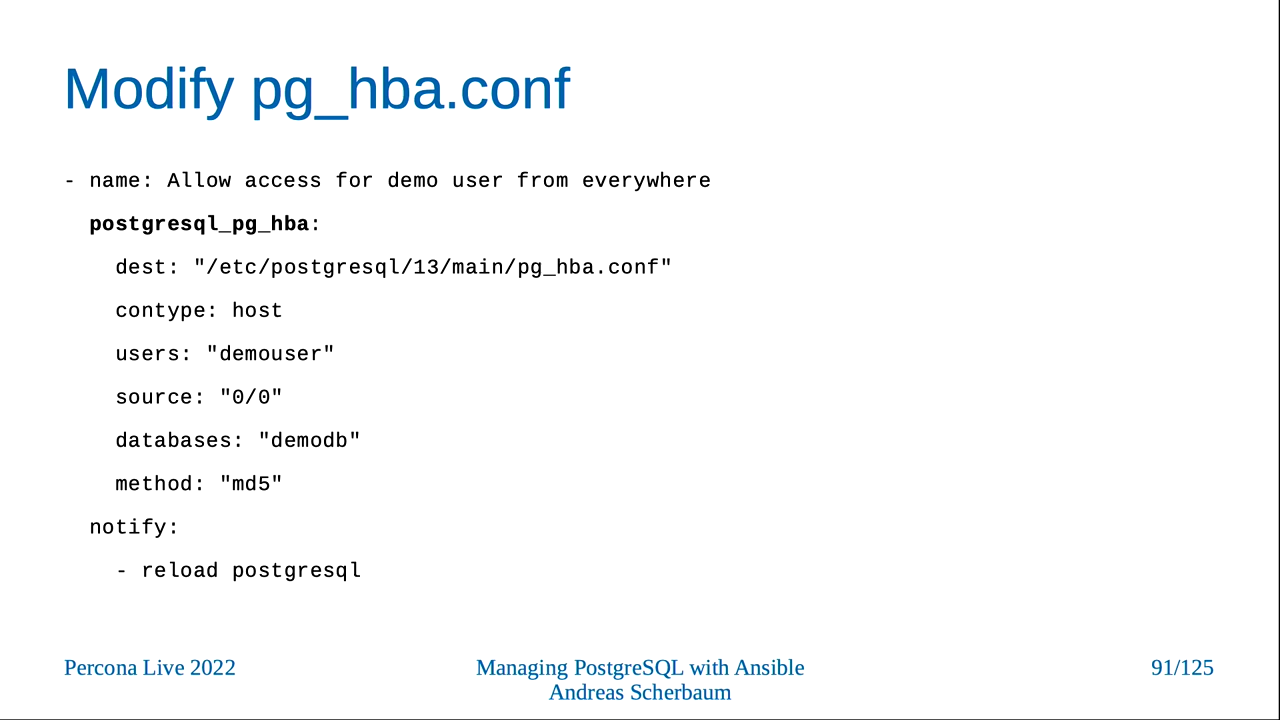 Modify pg_hba.conf
- name: Allow access for demo user from everywhere
  postgresql_pg_hba:
    dest: "/etc/postgresql/13/main/pg_hba.conf"
    contype: host
    users: "demouser"
    source: "0/0"
    databases: "demodb"
    method: "md5"
  notify:
    - reload postgresql
Percona Live 2022
Managing PostgreSQL with Ansible
Andreas Scherbaum
91/125